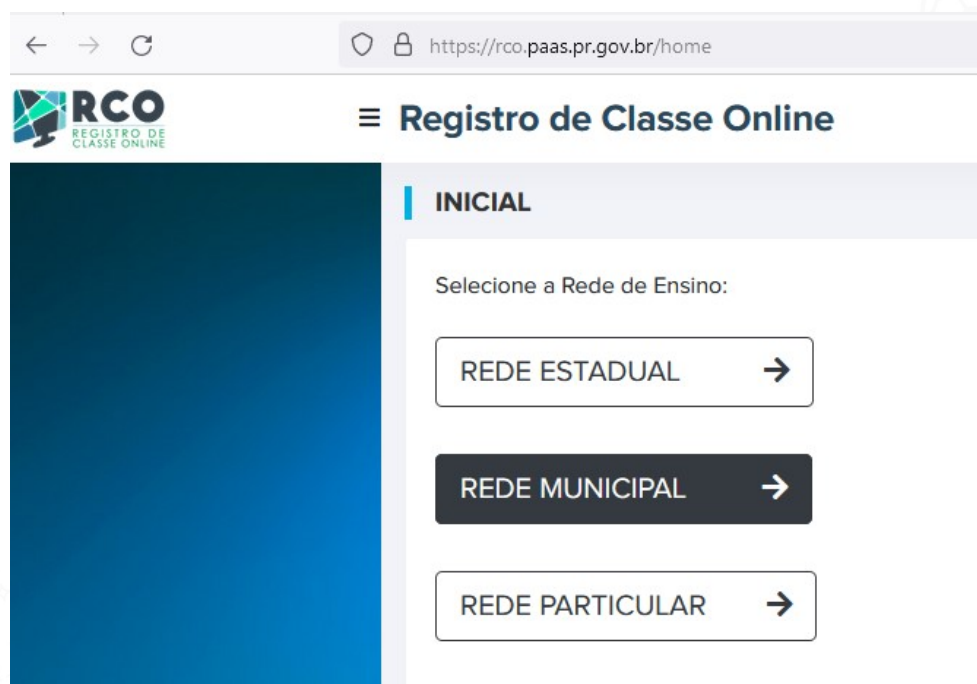 https://rco.paas.pr.gov.br/home
RCO
REGISTRO DE
CLASSE ONLINE
Registro de Classe Online
INICIAL
Selecione a Rede de Ensino:
REDE ESTADUAL
REDE MUNICIPAL
REDE PARTICULAR